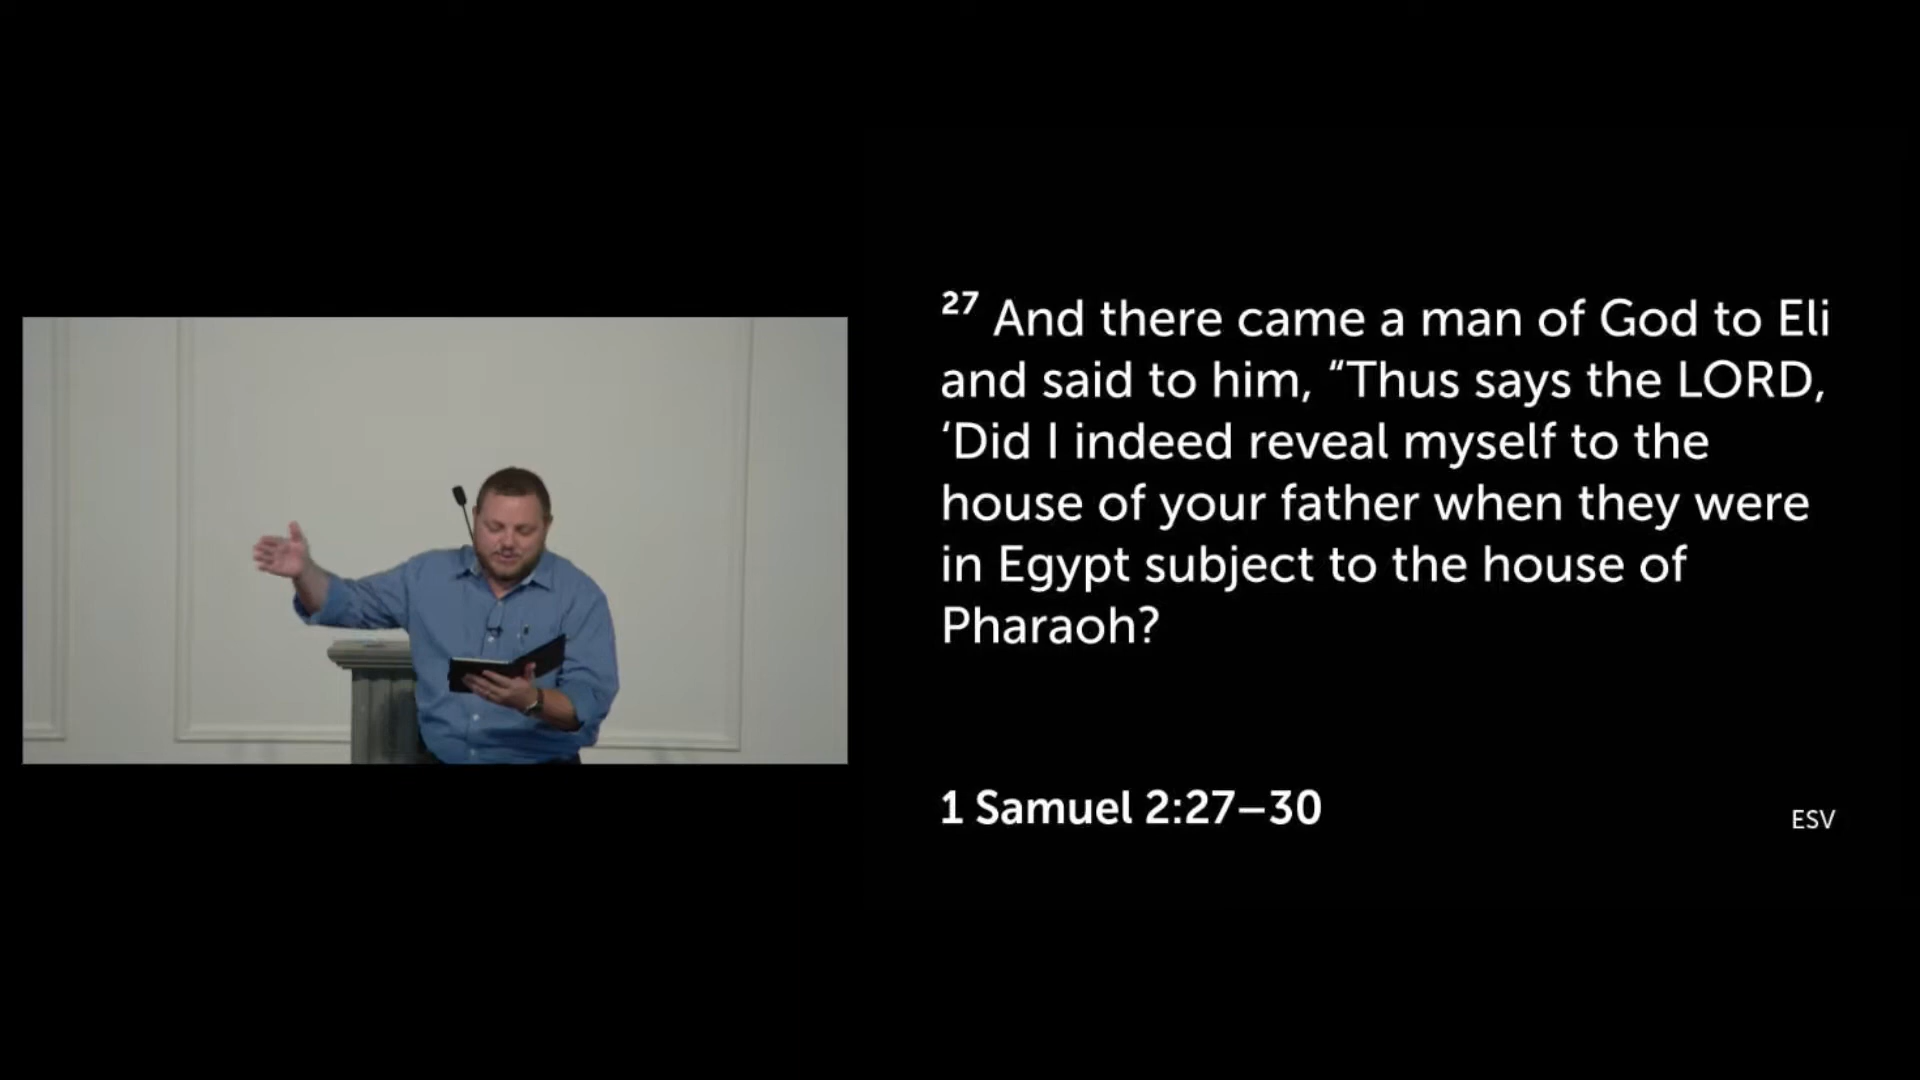 27 And there came a man of God to Eli
and said to him, “Thus says the LORD,
‘Did I indeed reveal myself to the
house of your father when they were
in Egypt subject to the house of
Pharaoh?
1 Samuel 2:27–30
ESV